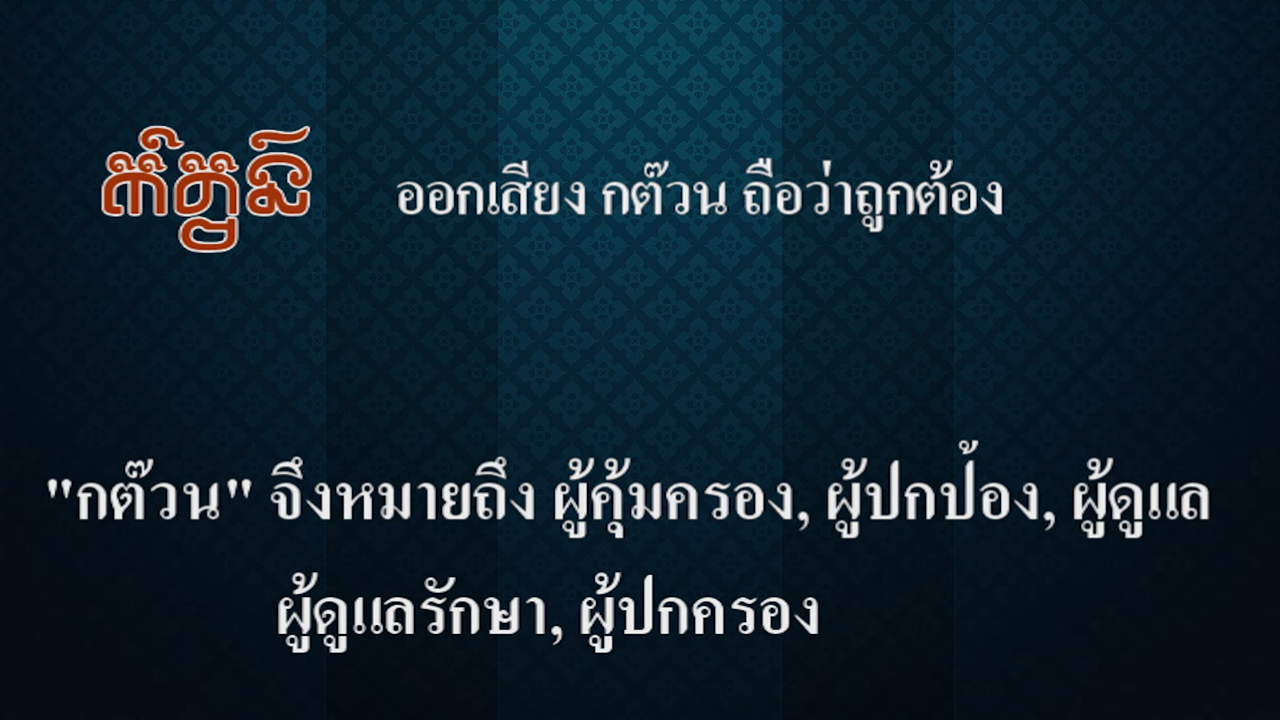 ออกเสียง กต๊วน ถือว่าถูกต้อง
"กต๊วน" จึงหมายถึง ผู้คุ้มครอง, ผู้ปกป้อง, ผู้ดูแล
ผู้ดูแลรักษา, ผู้ปกครอง